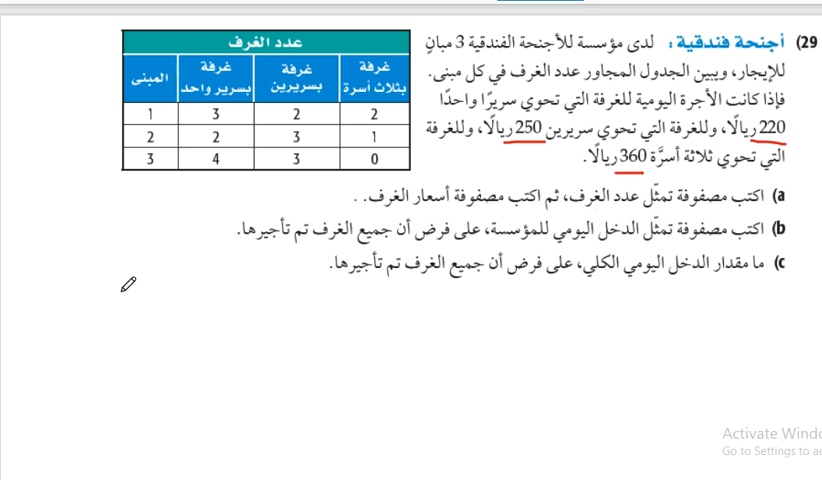 29) أجنحة فندقية: لدى مؤسسة للأجنحة الفندقية 3 مبانٍ
للإيجار، ويبين الجدول المجاور عدد الغرف في كل مبنى.
فإذا كانت الأجرة اليومية للغرفة التي تحوي سريرًا واحدًا
220 ريالًا، وللغرفة التي تحوي سريرين 250 ريالًا، وللغرفة
التي تحوي ثلاثة أسرَّة 360 ريالًا.
عدد الغرف
المبنى غرفة بسرير واحد غرفة بسريرين غرفة بثلاث أسرة
1 3 2 2
2 2 3 1
3 4 3 0
a) اكتب مصفوفة تمثّل عدد الغرف، ثم اكتب مصفوفة أسعار الغرف.
b) اكتب مصفوفة تمثّل الدخل اليومي للمؤسسة، على فرض أن جميع الغرف تم تأجيرها.
c) ما مقدار الدخل اليومي الكلي، على فرض أن جميع الغرف تم تأجيرها.
Activate Windo
Go to Settings to a